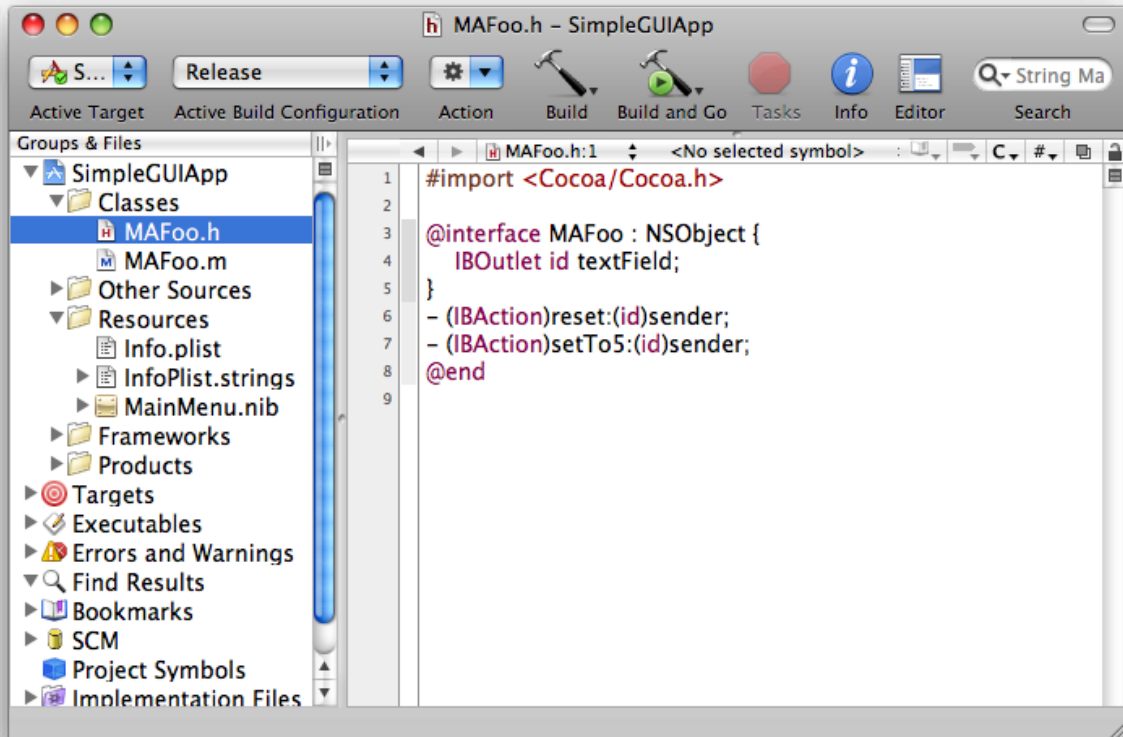 MAFoo.h – SimpleGUIApp
S... Release String Ma
Active Target Active Build Configuration Action Build Build and Go Tasks Info Editor Search
Groups & Files
MAFoo.h:1 <No selected symbol> C #
SimpleGUIApp
Classes
MAFoo.h
MAFoo.m
Other Sources
Resources
Info.plist
InfoPlist.strings
MainMenu.nib
Frameworks
Products
Targets
Executables
Errors and Warnings
Find Results
Bookmarks
SCM
Project Symbols
Implementation Files
1 #import <Cocoa/Cocoa.h>
2
3 @interface MAFoo : NSObject {
4 IBOutlet id textField;
5 }
6 - (IBAction)reset:(id)sender;
7 - (IBAction)setTo5:(id)sender;
8 @end
9